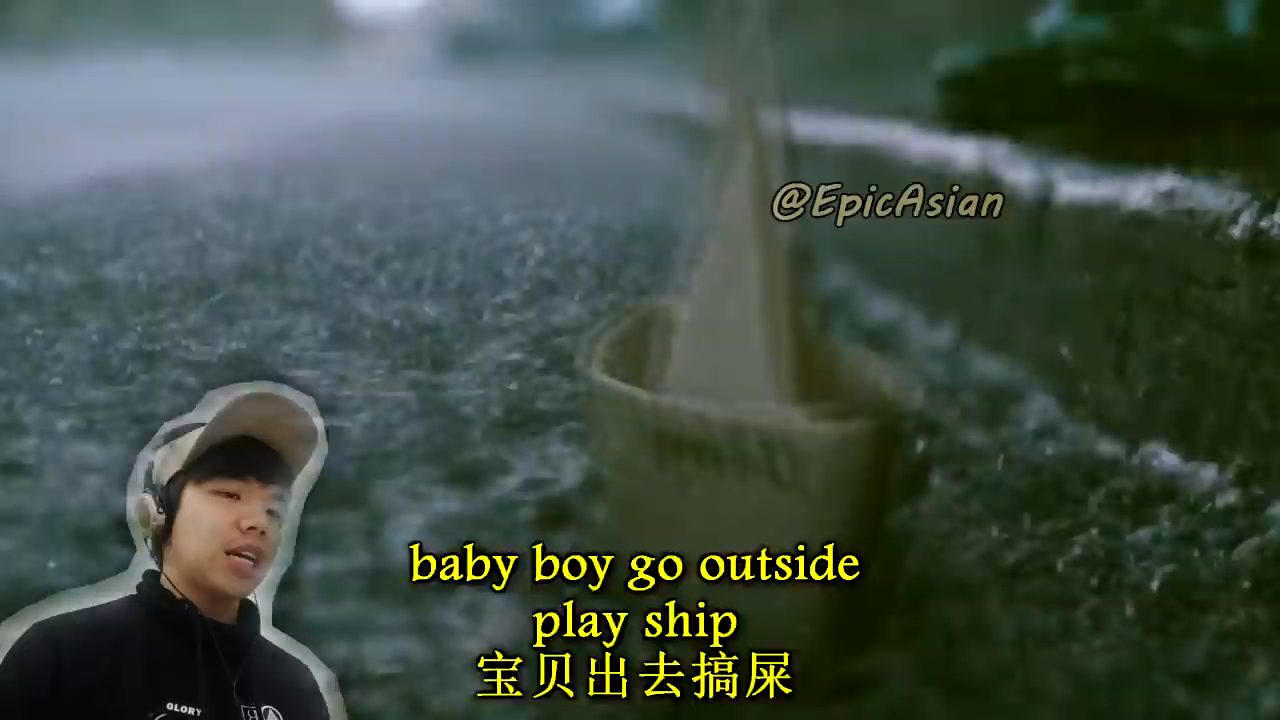 @EpicAsian
baby boy go outside
play ship
宝贝出去搞屎
GLORY